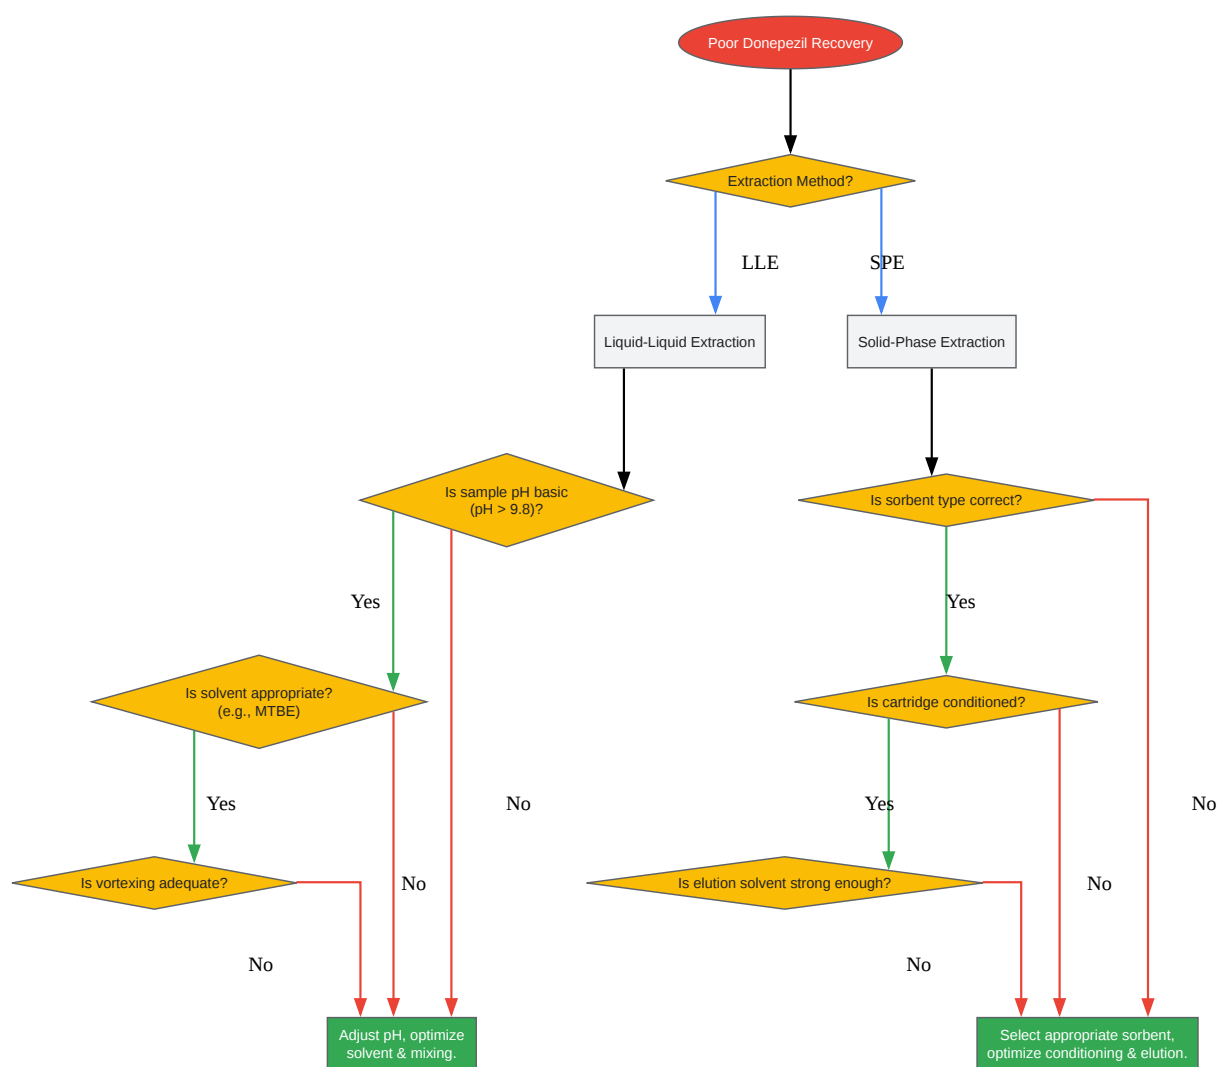 Poor Donepezil Recovery
Extraction Method?
LLE
SPE
Liquid-Liquid Extraction
Solid-Phase Extraction
Is sample pH basic
(pH > 9.8)?
Is sorbent type correct?
Yes
Yes
Is solvent appropriate?
(e.g., MTBE)
Is cartridge conditioned?
Yes
No
Yes
No
Is vortexing adequate?
No
Is elution solvent strong enough?
No
No
No
Adjust pH, optimize
solvent & mixing.
Select appropriate sorbent,
optimize conditioning & elution.